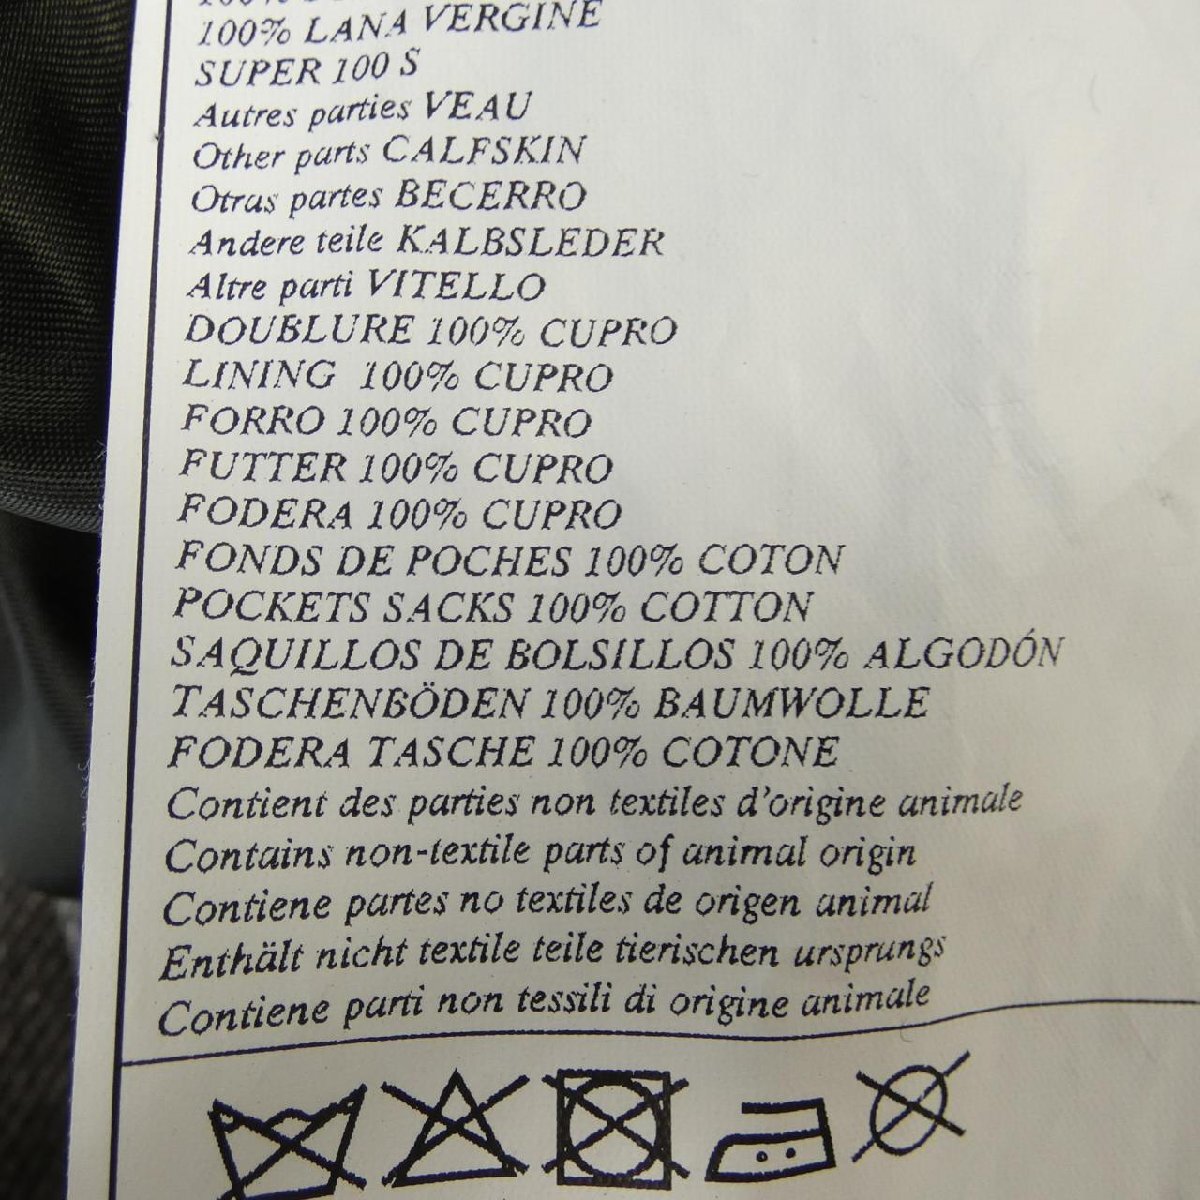 100% LANA VERGINE
SUPER 100 S
Autres parties VEAU
Other parts CALFSKIN
Otras partes BECERRO
Andere teile KALBSLEDER
Altre parti VITELLO
DOUBLURE 100% CUPRO
LINING 100% CUPRO
FORRO 100% CUPRO
FUTTER 100% CUPRO
FODERA 100% CUPRO
FONDS DE POCHES 100% COTON
POCKETS SACKS 100% COTTON
SAQUILLOS DE BOLSILLOS 100% ALGODÓN
TASCHENBÖDEN 100% BAUMWOLLE
FODERA TASCHE 100% COTONE
Contient des parties non textiles d'origine animale
Contains non-textile parts of animal origin
Contiene partes no textiles de origen animal
Enthält nicht textile teile tierischen ursprungs
Contiene parti non tessili di origine animale